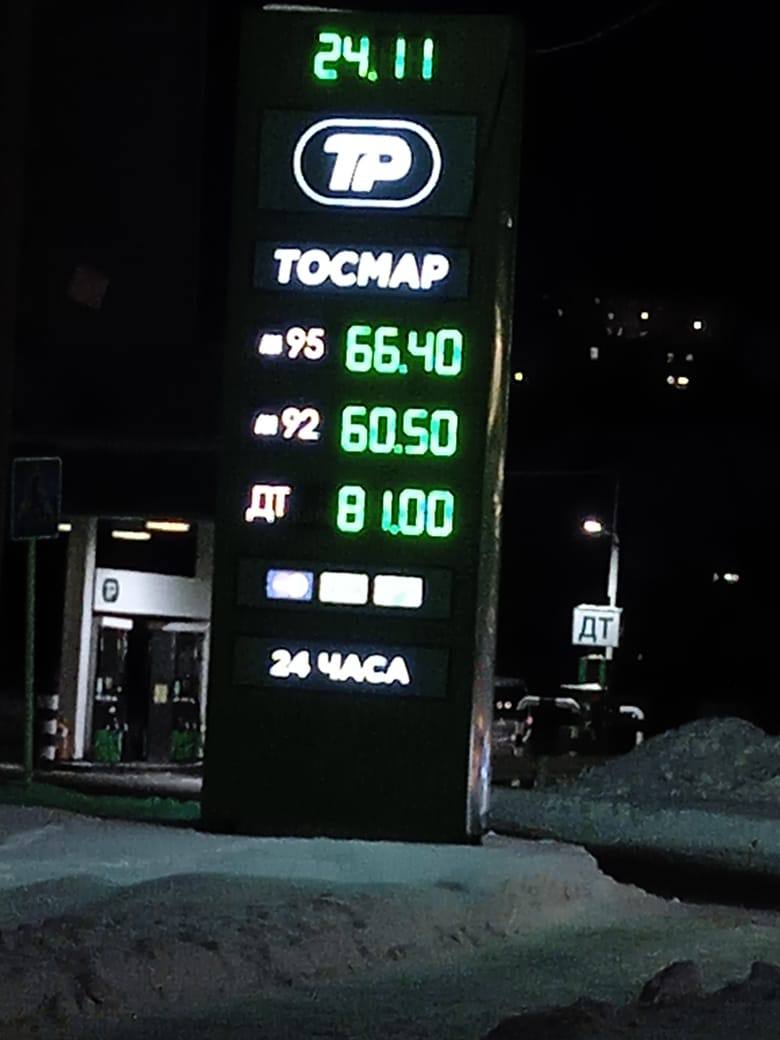 24.11
TP
ТОСМАР
95 66.40
92 60.50
ДТ 81.00
24 ЧАСА
ДТ